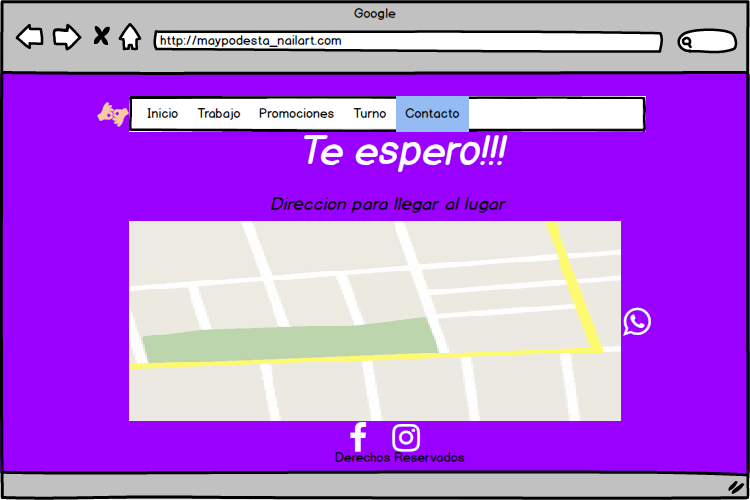 Google
http://maypodesta_nailart.com
Inicio Trabajo Promociones Turno Contacto
Te espero!!!
Direccion para llegar al lugar
Derechos Reservados